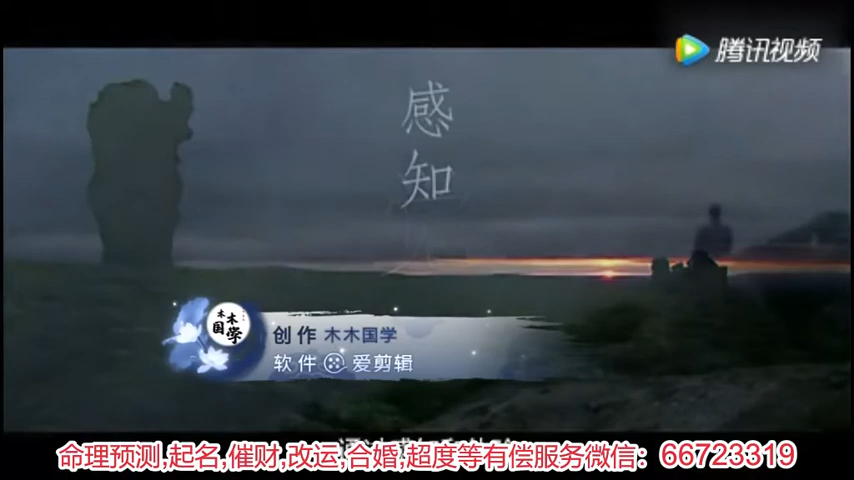 腾讯视频
感
知
木木
国学
创作 木木国学
软件 爱剪辑
命理预测,起名,催财,改运,合婚,超度等有偿服务微信：66723319